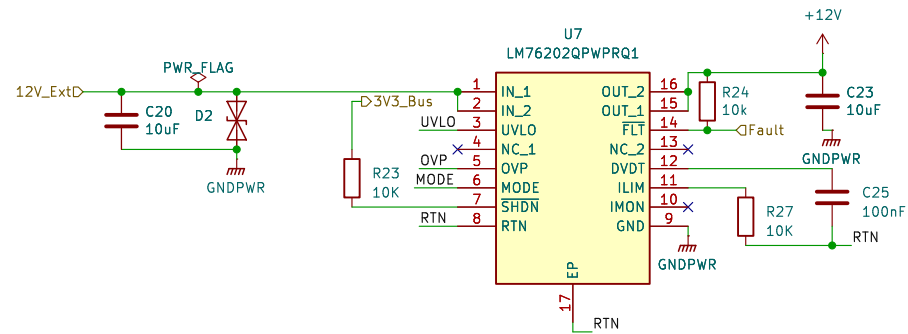 +12V
U7
LM76202QPWPRQ1
PWR_FLAG
12V_Ext
C20
10uF
D2
GNDPWR
3V3_Bus
R23
10K
UVLO
OVP
MODE
RTN
1 IN_1
2 IN_2
3 UVLO
4 NC_1
5 OVP
6 MODE
7 SHDN
8 RTN
OUT_2 16
OUT_1 15
FLT 14
NC_2 13
DVDT 12
ILIM 11
IMON 10
GND 9
EP
17
RTN
R24
10k
Fault
C23
10uF
GNDPWR
C25
100nF
R27
10K
RTN
GNDPWR